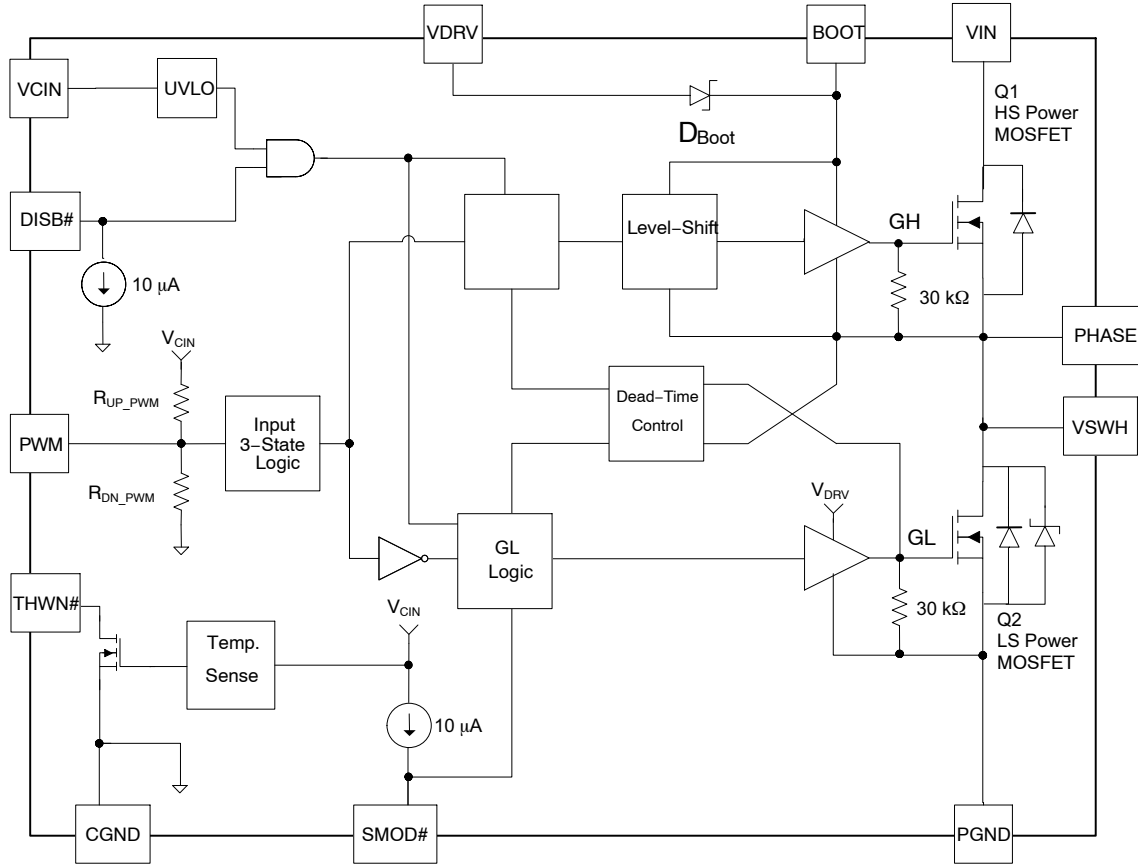 VDRV
BOOT
VIN
VCIN
UVLO
Q1
HS Power
MOSFET
DBoot
DISB#
Level−Shift
GH
10 µA
30 kΩ
VCIN
PHASE
RUP_PWM
Dead−Time
Control
PWM
Input
3−State
Logic
VSWH
RDN_PWM
VDRV
GL
Logic
GL
THWN#
VCIN
30 kΩ
Temp.
Sense
Q2
LS Power
MOSFET
10 µA
CGND
SMOD#
PGND